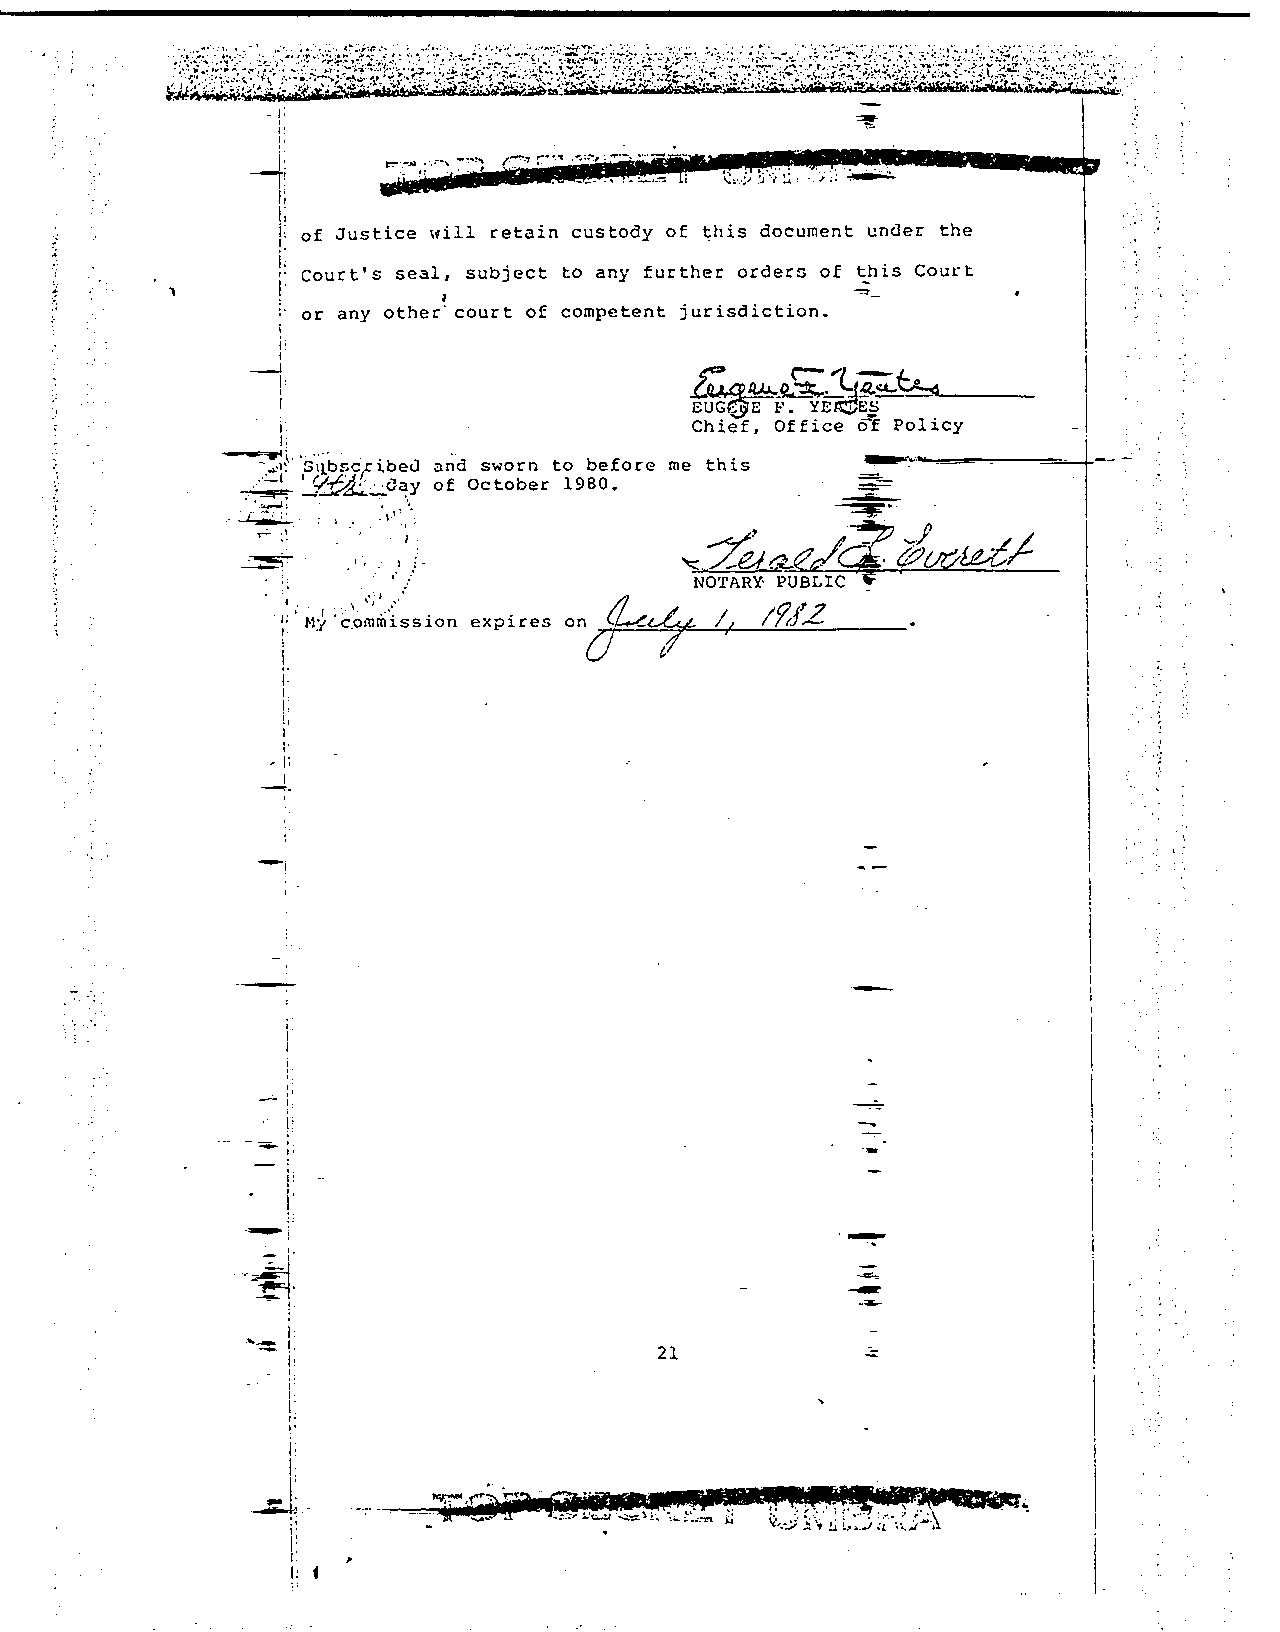 TOP SECRET UMBRA
of Justice will retain custody of this document under the
Court's seal, subject to any further orders of this Court
or any other court of competent jurisdiction.
Eugene F. Yeates
EUGENE F. YEATES
Chief, Office of Policy
Subscribed and sworn to before me this
9th day of October 1980.
Gerald L. Everett
NOTARY PUBLIC
My commission expires on July 1, 1982 .
21
TOP SECRET UMBRA